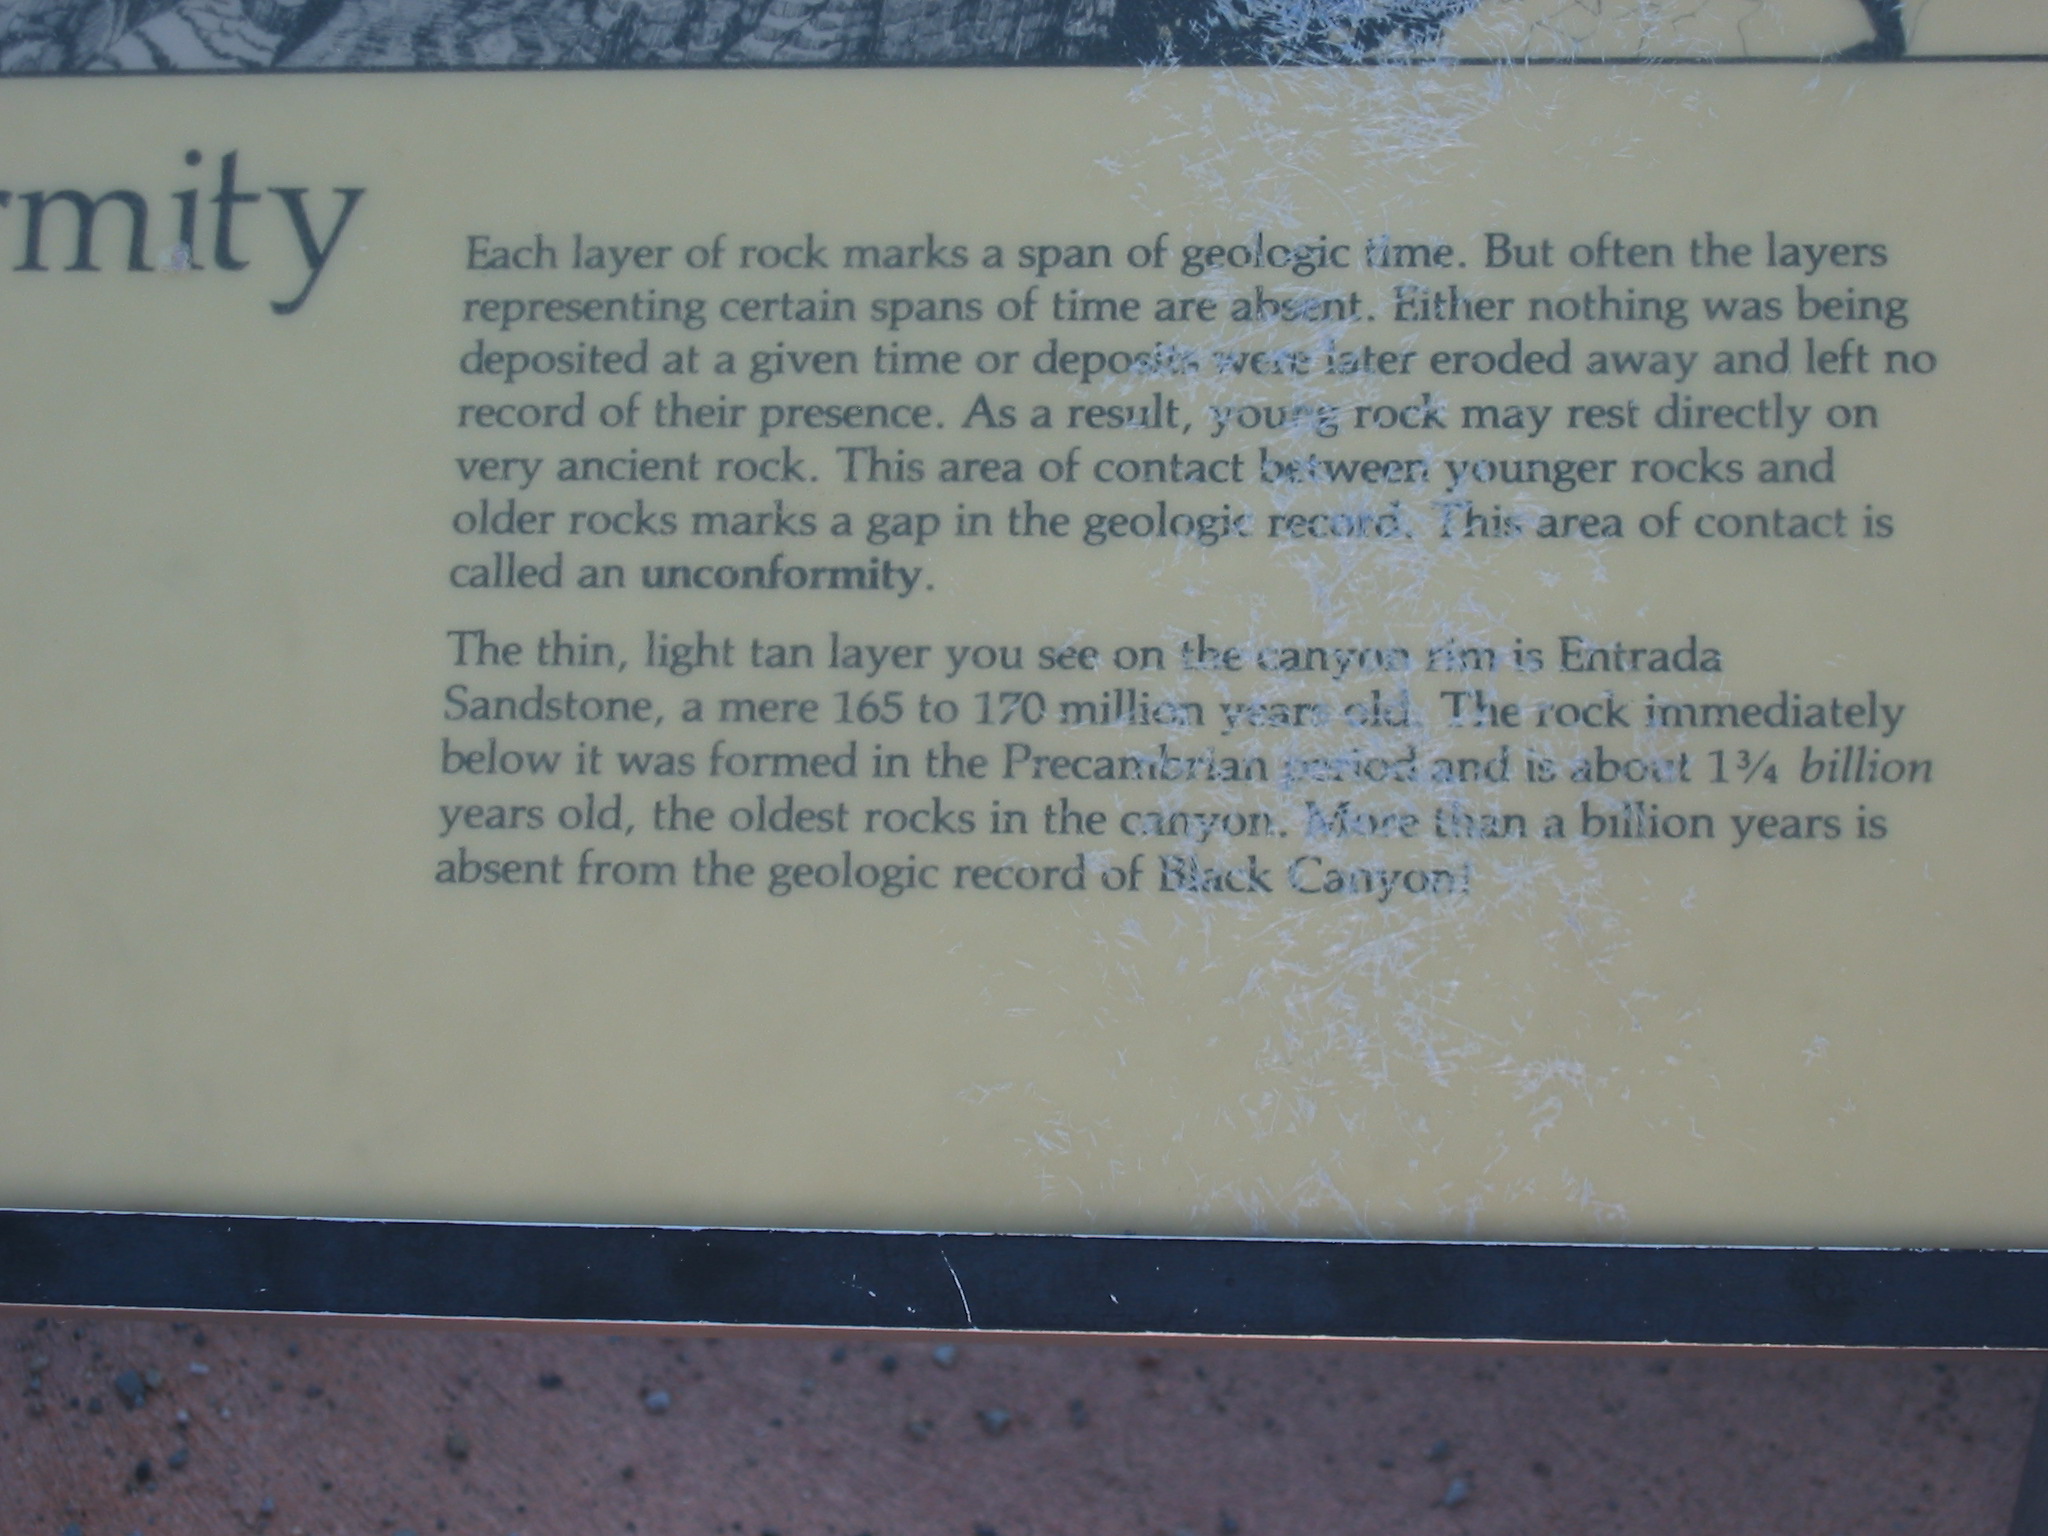 rmity
Each layer of rock marks a span of geologic time. But often the layers
representing certain spans of time are absent. Either nothing was being
deposited at a given time or deposits were later eroded away and left no
record of their presence. As a result, young rock may rest directly on
very ancient rock. This area of contact between younger rocks and
older rocks marks a gap in the geologic record. This area of contact is
called an unconformity.
The thin, light tan layer you see on the canyon rim is Entrada
Sandstone, a mere 165 to 170 million years old. The rock immediately
below it was formed in the Precambrian period and is about 1¾ billion
years old, the oldest rocks in the canyon. More than a billion years is
absent from the geologic record of Black Canyon!